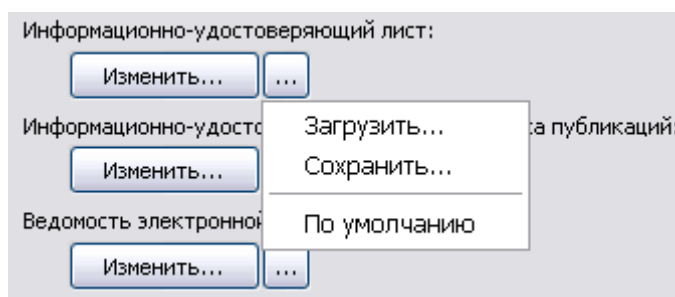 Информационно-удостоверяющий лист:
Изменить... ...
Загрузить...
Информационно-удосто ка публикаций:
Изменить...
Сохранить...
Ведомость электронной
По умолчанию
Изменить... ...